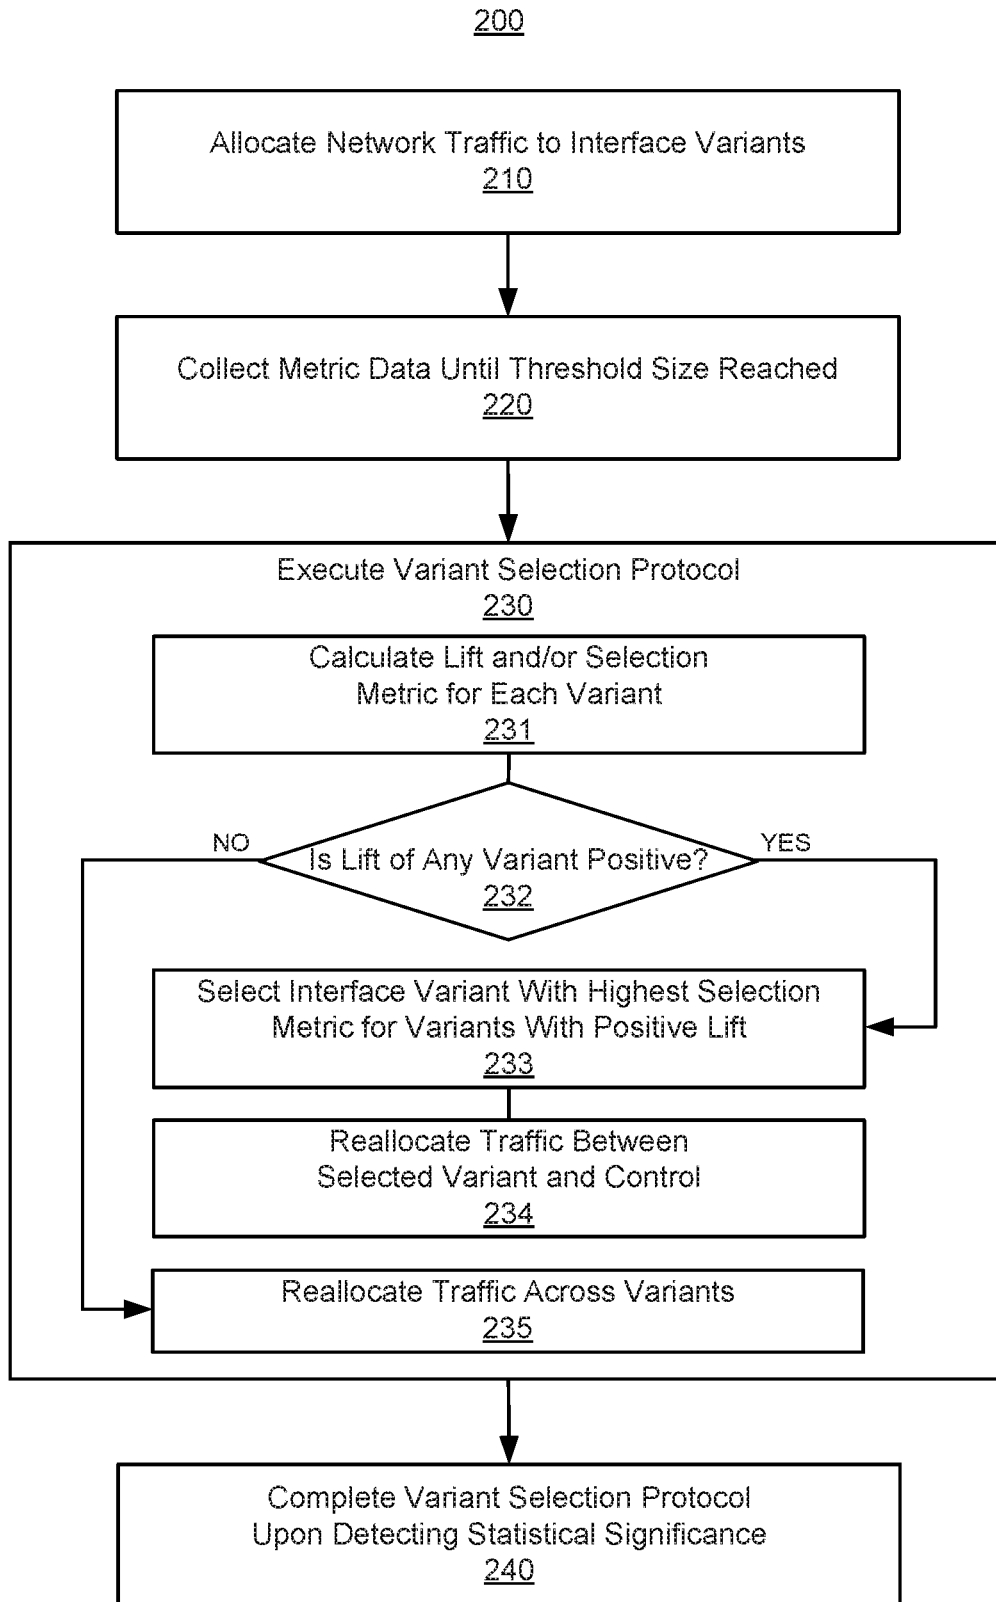 200
Allocate Network Traffic to Interface Variants
210
Collect Metric Data Until Threshold Size Reached
220
Execute Variant Selection Protocol
230
Calculate Lift and/or Selection
Metric for Each Variant
231
NO
YES
Is Lift of Any Variant Positive?
232
Select Interface Variant With Highest Selection
Metric for Variants With Positive Lift
233
Reallocate Traffic Between
Selected Variant and Control
234
Reallocate Traffic Across Variants
235
Complete Variant Selection Protocol
Upon Detecting Statistical Significance
240